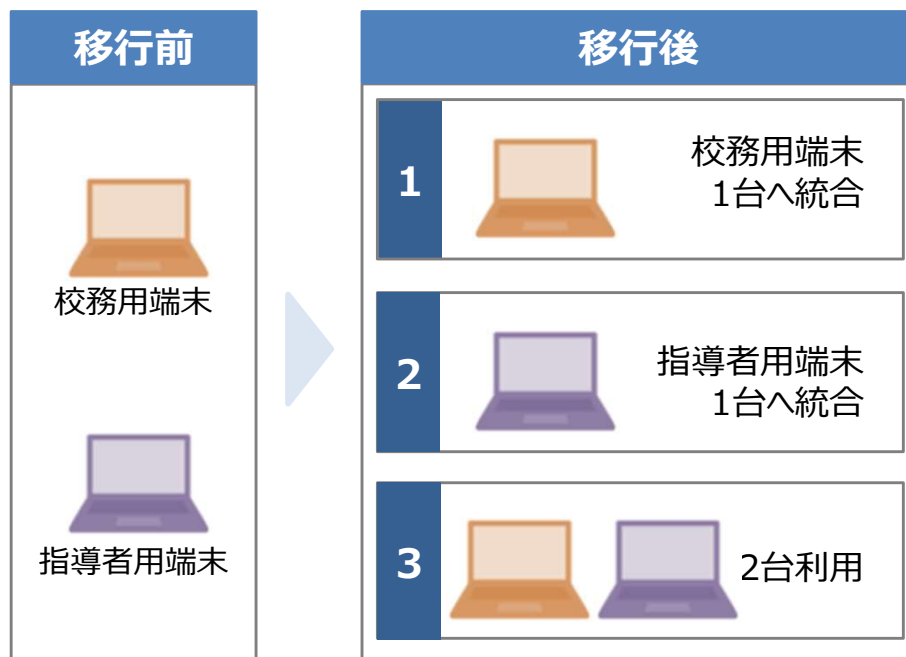 移行前
校務用端末
指導者用端末
移行後
1
校務用端末
1台へ統合
2
指導者用端末
1台へ統合
3
2台利用